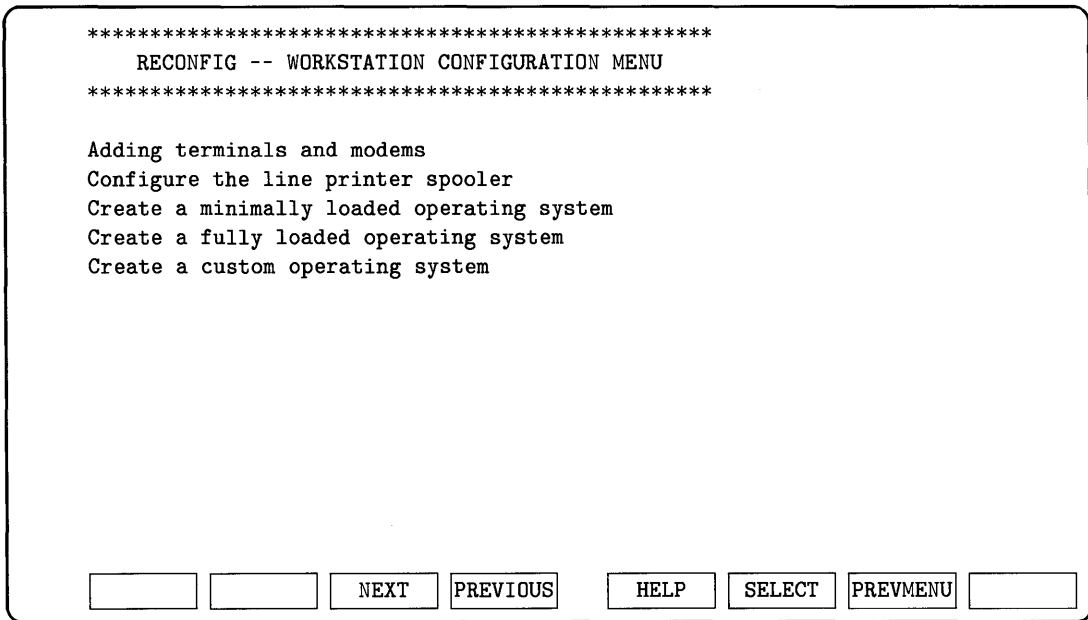 **************************************************
RECONFIG -- WORKSTATION CONFIGURATION MENU
**************************************************
Adding terminals and modems
Configure the line printer spooler
Create a minimally loaded operating system
Create a fully loaded operating system
Create a custom operating system
NEXT PREVIOUS HELP SELECT PREVMENU